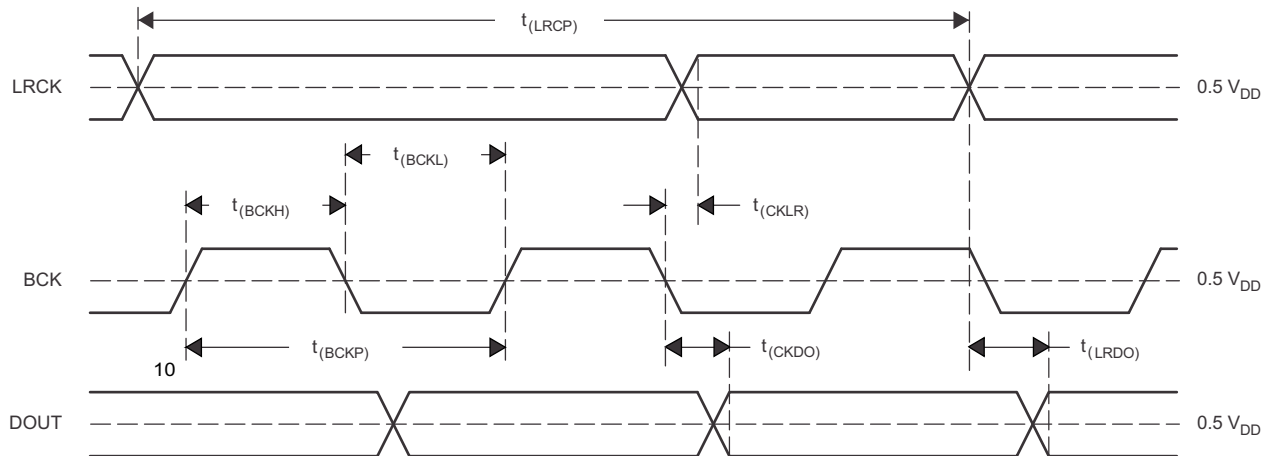 t(LRCP)
LRCK
0.5 VDD
t(BCKL)
t(BCKH)
t(CKLR)
BCK
0.5 VDD
t(BCKP)
t(CKDO)
t(LRDO)
10
DOUT
0.5 VDD